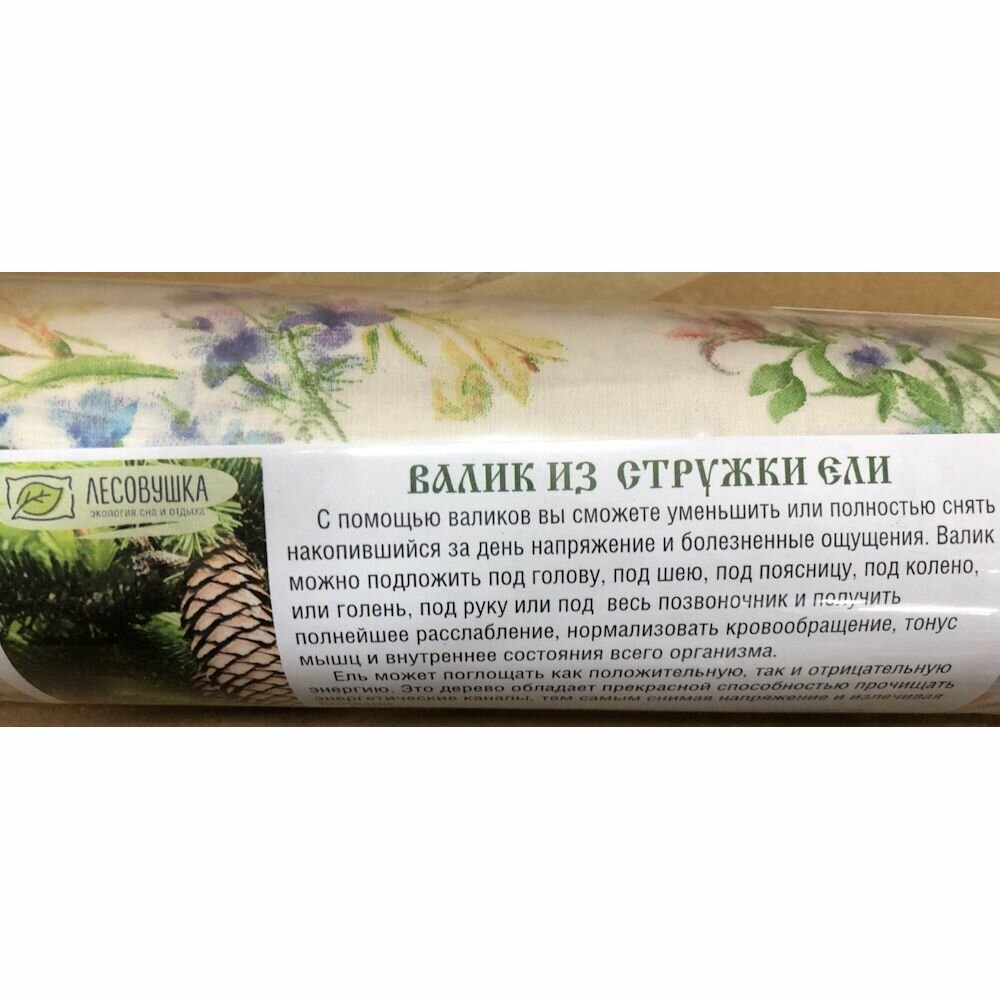 ЛЕСОВУШКА
экология сна и отдыха
ВАЛИК ИЗ СТРУЖКИ ЕЛИ
С помощью валиков вы сможете уменьшить или полностью снять
накопившийся за день напряжение и болезненные ощущения. Валик
можно подложить под голову, под шею, под поясницу, под колено,
или голень, под руку или под весь позвоночник и получить
полнейшее расслабление, нормализовать кровообращение, тонус
мышц и внутреннее состояния всего организма.
Ель может поглощать как положительную, так и отрицательную
энергию. Это дерево обладает прекрасной способностью прочищать
энергетические каналы, тем самым снимая напряжение и излечивая